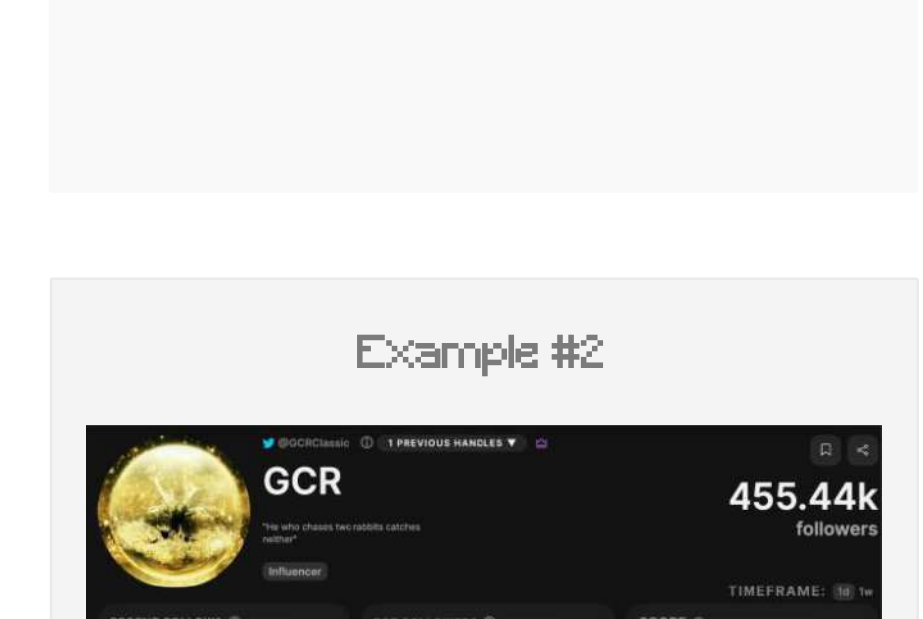 Example #2
@GCRClassic 1 PREVIOUS HANDLES ▼
GCR
455.44k
followers
"He who chases two rabbits catches
neither"
Influencer
TIMEFRAME: 1d 1w